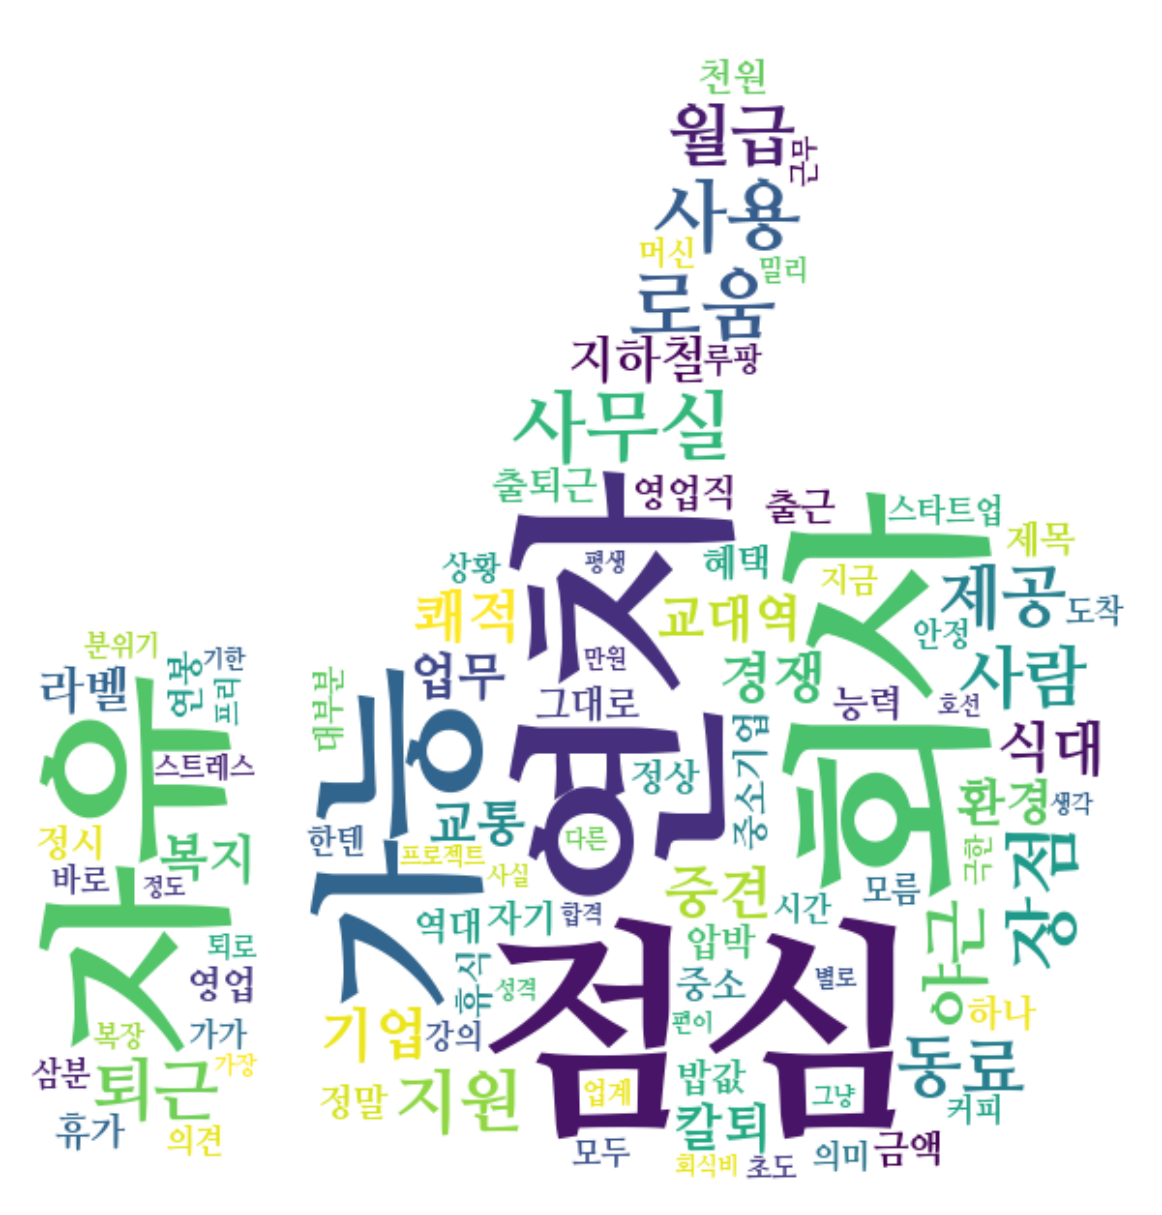 천원
월급
근무
사용
머신
밀리
로움
지하철
루팡
사무실
출퇴근
영업직
출근
스타트업
제목
상황
평생
혜택
지금
제공
도착
쾌적
연차
교대역
회사
안정
분위기
연봉
기한
라벨
프리
대부분
업무
만원
그대로
경쟁
능력
호선
사람
자유
스트레스
가능
정상
중소기업
식대
정시
복지
한텐
교통
프로젝트
다른
환경
생각
바로
정도
사실
중견
모름
극한
장점
퇴로
역대
자기
합격
시간
영업
휴식
성격
점심
압박
중소
별로
야근
복장
가가
기업
강의
편이
하나
삼분
퇴근
가장
정말
지원
업계
밥값
그냥
동료
커피
휴가
의견
모두
칼퇴
회식비
초도
의미
금액